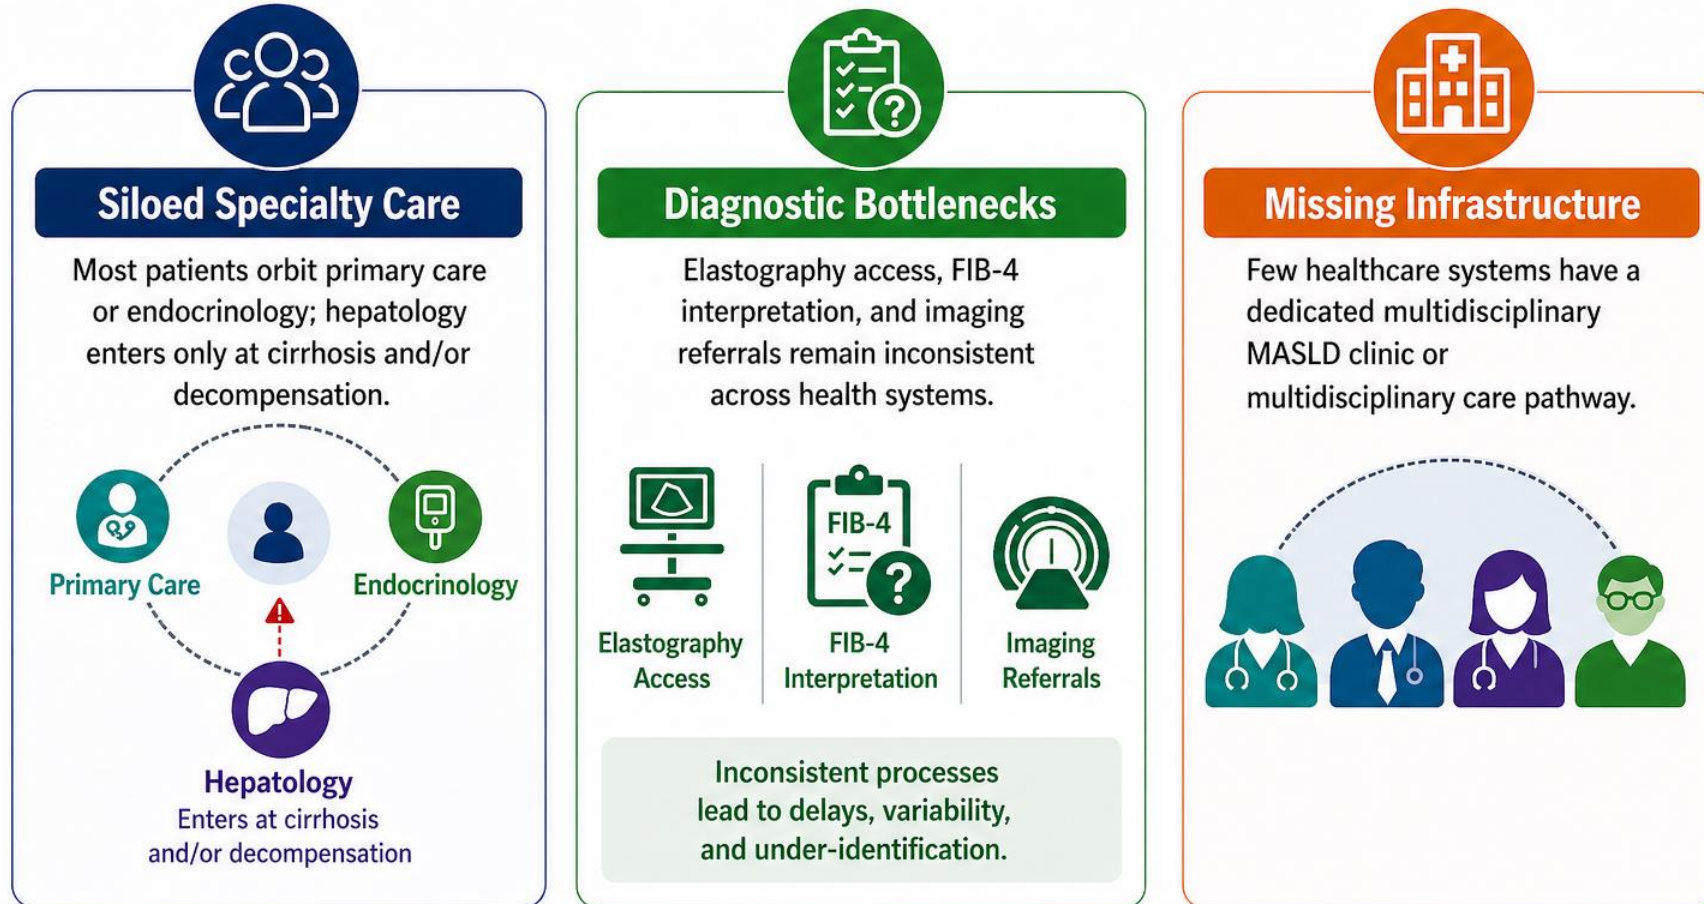 Siloed Specialty Care
Most patients orbit primary care
or endocrinology; hepatology
enters only at cirrhosis and/or
decompensation.
Primary Care
Endocrinology
Hepatology
Enters at cirrhosis
and/or decompensation
?
Diagnostic Bottlenecks
Elastography access, FIB-4
interpretation, and imaging
referrals remain inconsistent
across health systems.
FIB-4
?
Elastography
Access
FIB-4
Interpretation
Imaging
Referrals
Inconsistent processes
lead to delays, variability,
and under-identification.
Missing Infrastructure
Few healthcare systems have a
dedicated multidisciplinary
MASLD clinic or
multidisciplinary care pathway.